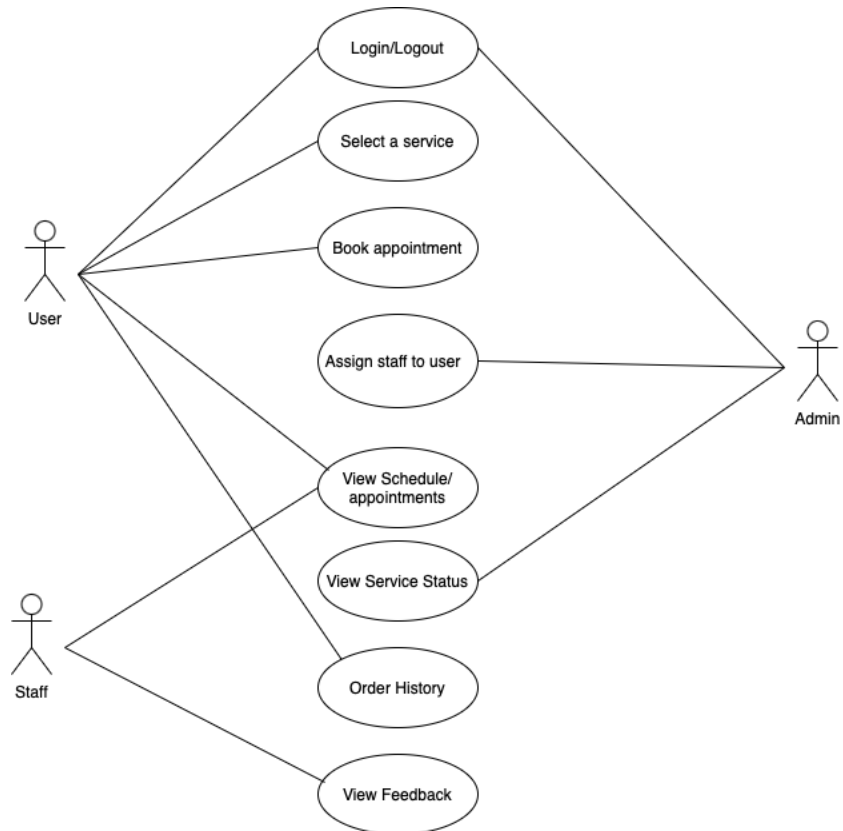 Login/Logout
Select a service
Book appointment
User
Assign staff to user
Admin
View Schedule/
appointments
View Service Status
Staff
Order History
View Feedback